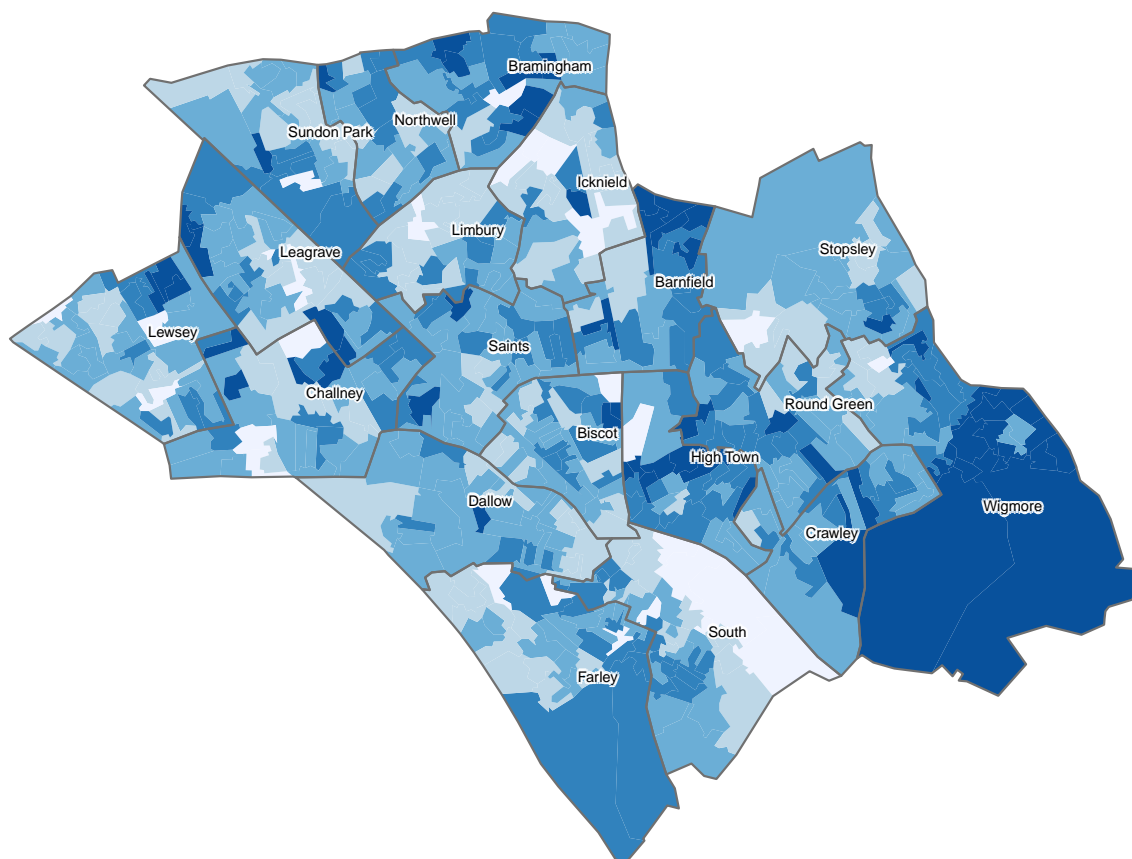 Bramingham
Northwell
Sundon Park
Icknield
Limbury
Stopsley
Leagrave
Barnfield
Lewsey
Saints
Challney
Round Green
Biscot
High Town
Dallow
Wigmore
Crawley
South
Farley